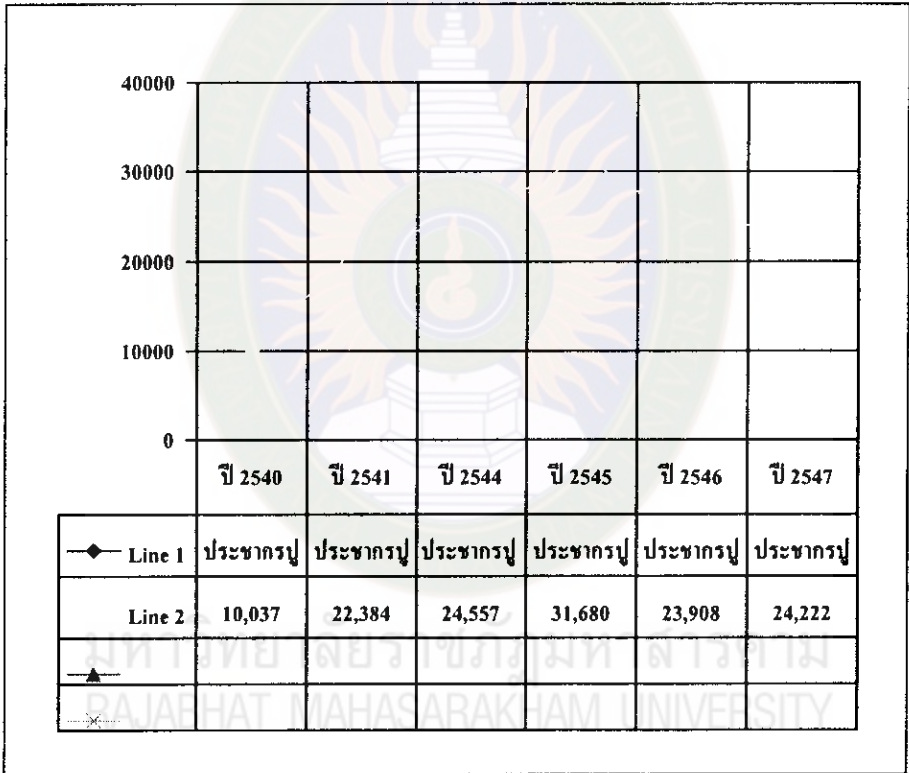 40000
30000
20000
10000
0
ปี 2540 ปี 2541 ปี 2544 ปี 2545 ปี 2546 ปี 2547
Line 1 ประชากรปู ประชากรปู ประชากรปู ประชากรปู ประชากรปู ประชากรปู
Line 2 10,037 22,384 24,557 31,680 23,908 24,222
มหาวิทยาลัยราชภัฏมหาสารคาม
RAJABHAT MAHASARAKHAM UNIVERSITY